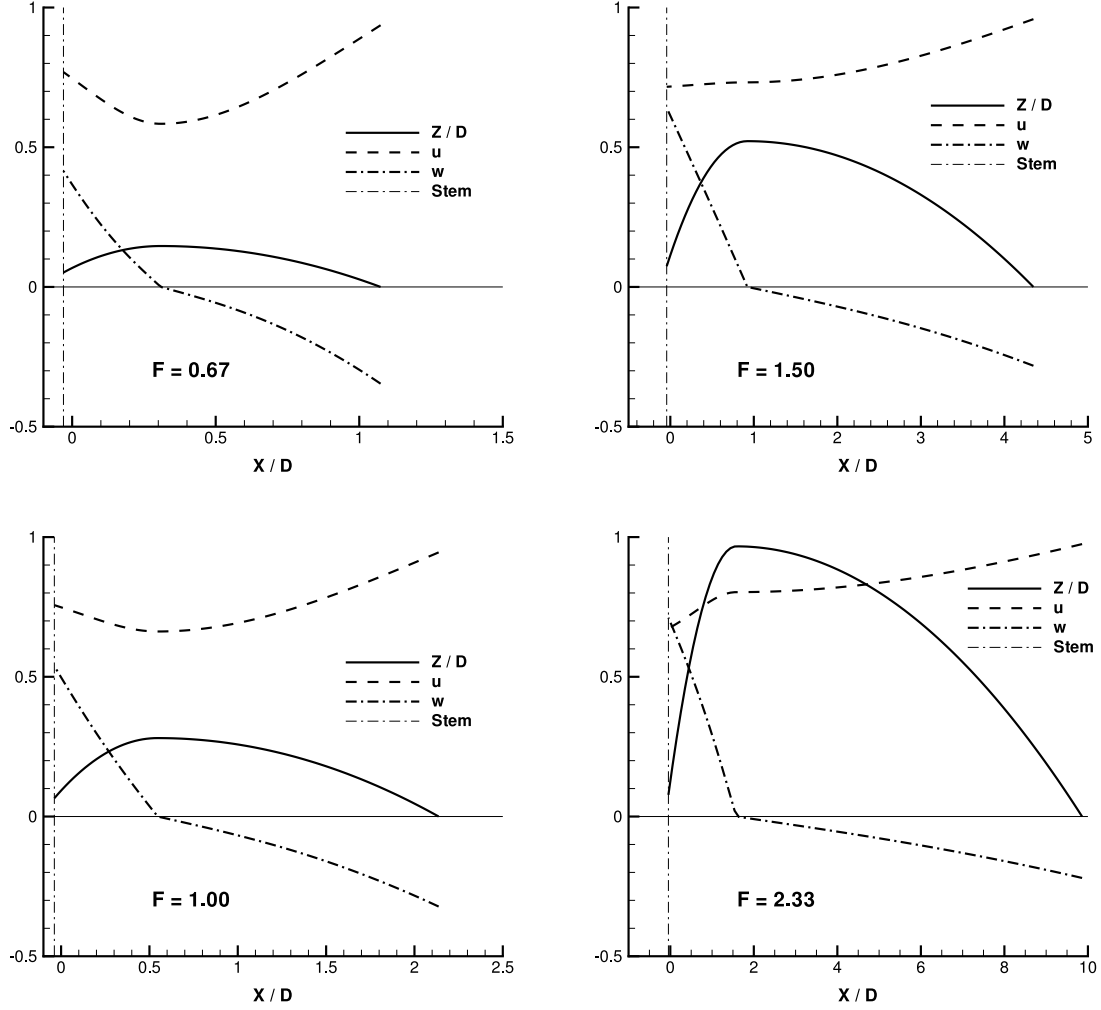 1
0.5
0
-0.5
0
0.5
1
1.5
X / D
Z / D
u
w
Stem
F = 0.67
1
0.5
0
-0.5
0
1
2
3
4
5
X / D
Z / D
u
w
Stem
F = 1.50
1
0.5
0
-0.5
0
0.5
1
1.5
2
2.5
X / D
Z / D
u
w
Stem
F = 1.00
1
0.5
0
-0.5
0
2
4
6
8
10
X / D
Z / D
u
w
Stem
F = 2.33